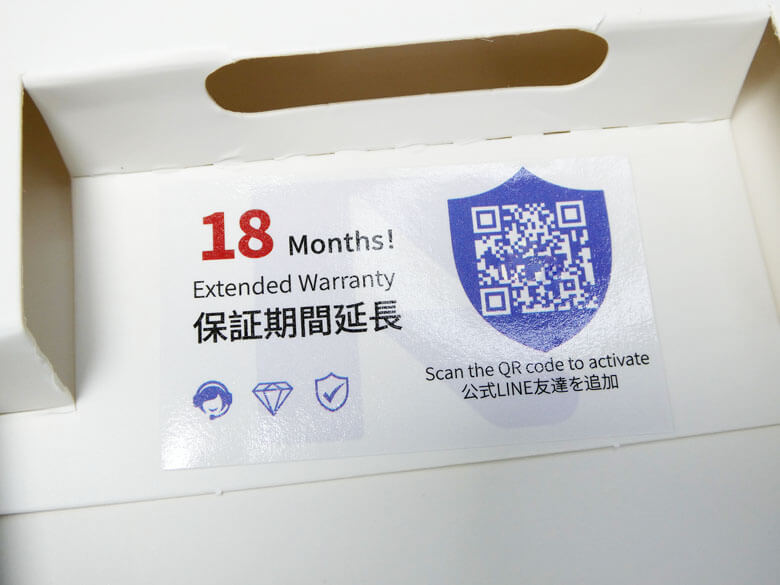 18 Months!
Extended Warranty
保証期間延長
Scan the QR code to activate
公式LINE友達を追加